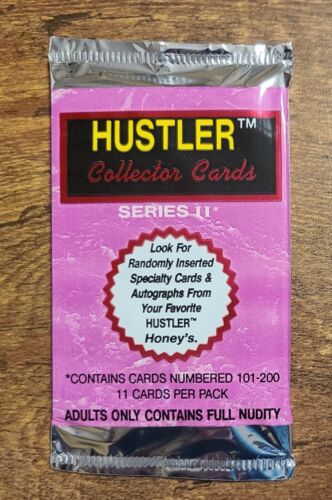 HUSTLER™
Collector Cards
SERIES II*
Look For
Randomly Inserted
Specialty Cards &
Autographs From
Your Favorite
HUSTLER™
Honey's.
*CONTAINS CARDS NUMBERED 101-200
11 CARDS PER PACK
ADULTS ONLY CONTAINS FULL NUDITY